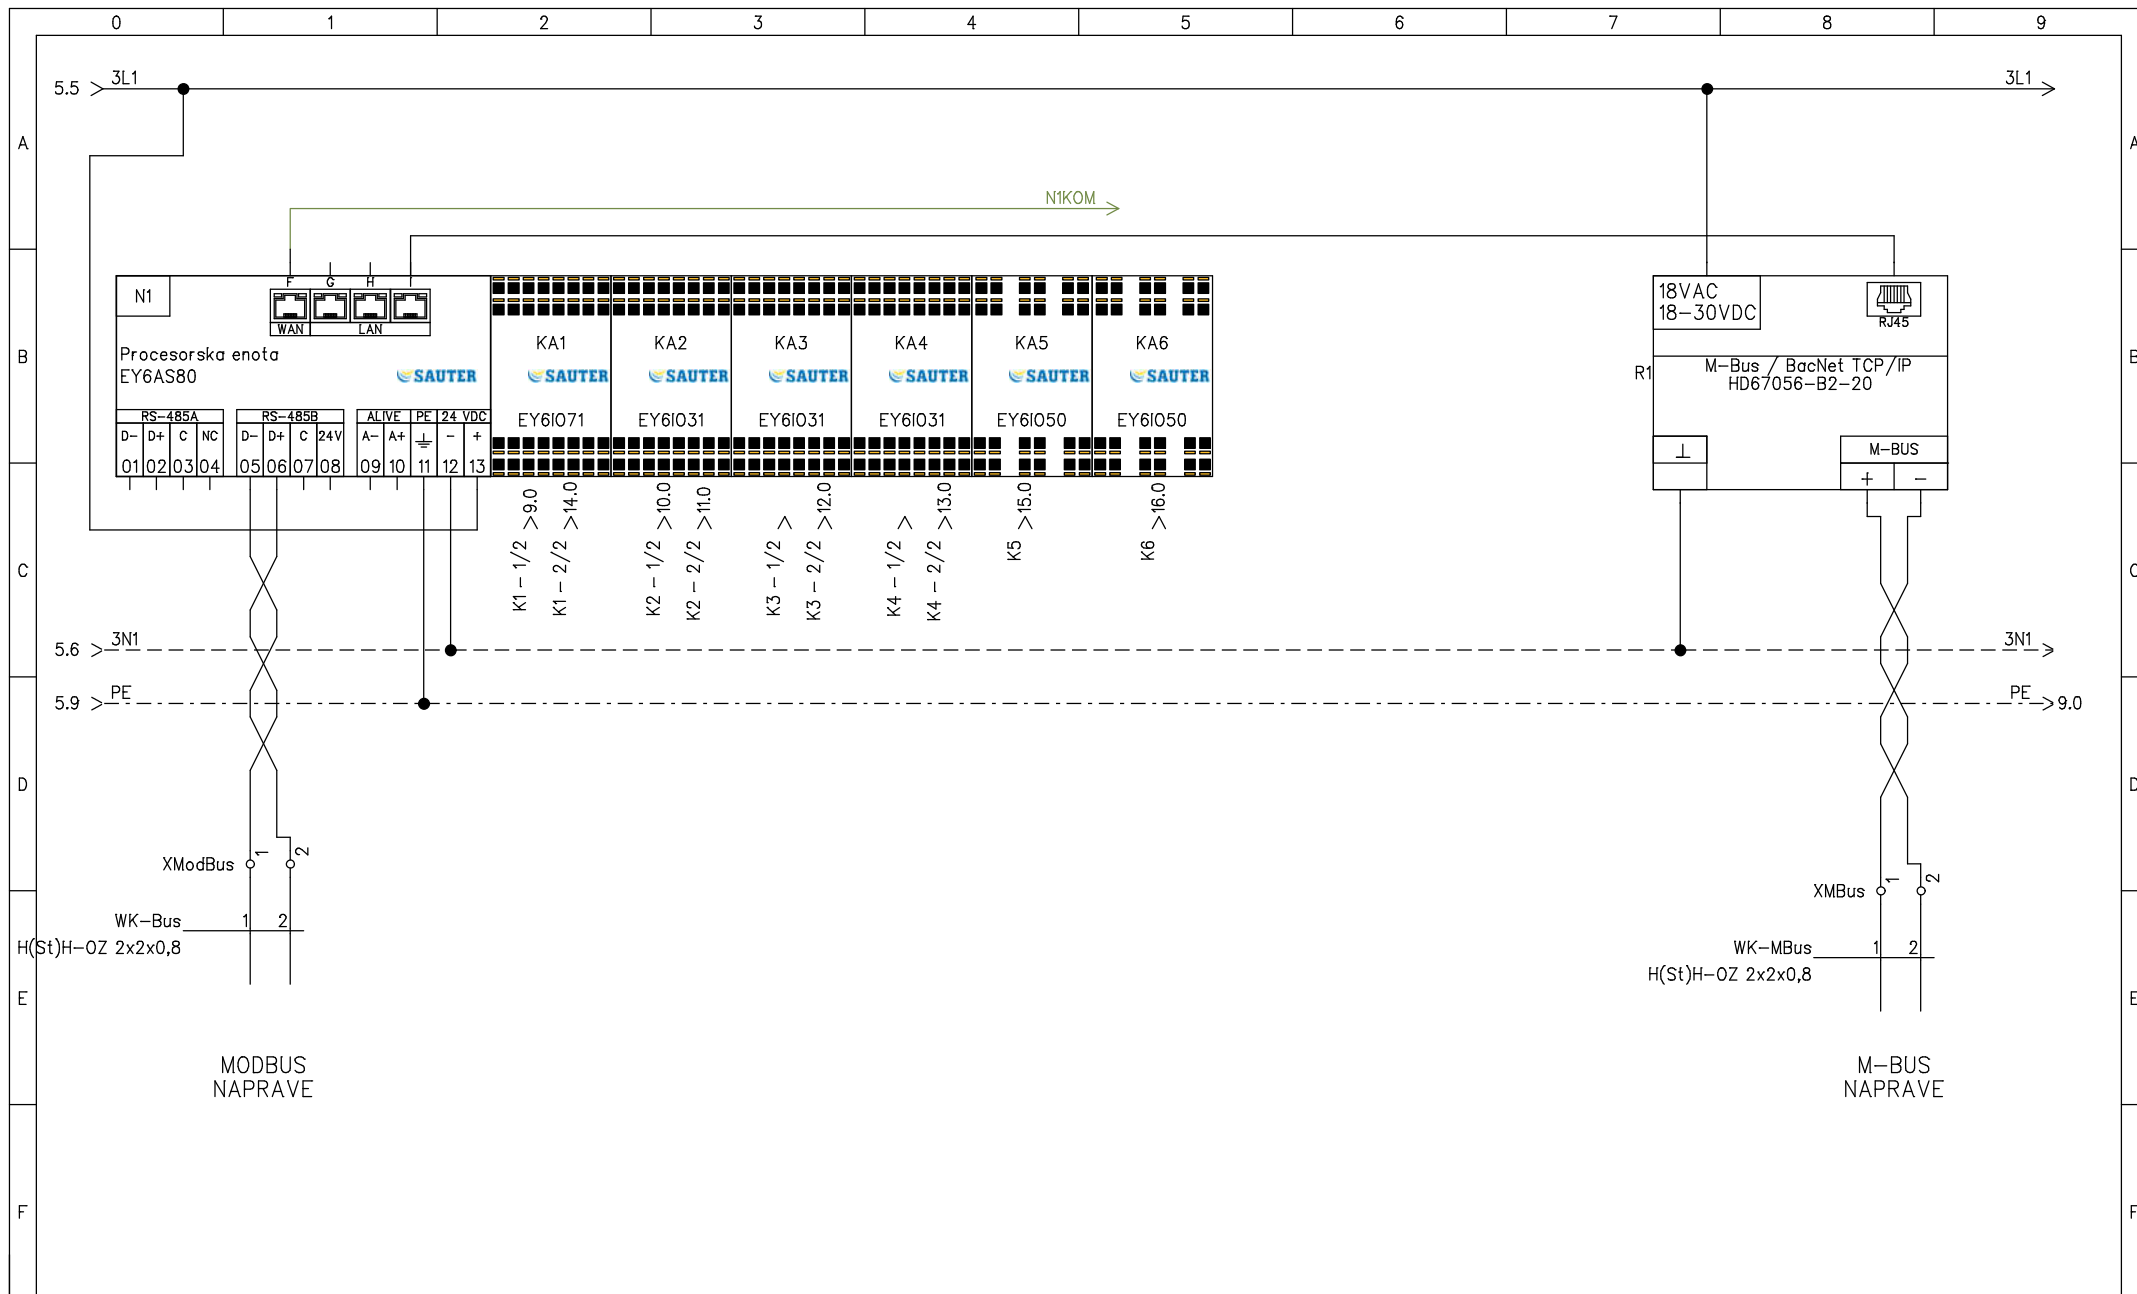 0 1 2 3 4 5 6 7 8 9
5.5 3L1 3L1
A A
N1KOM
N1
F G H I
WAN LAN
Procesorska enota
EY6AS80
SAUTER
RS-485A RS-485B ALIVE PE 24 VDC
D- D+ C NC D- D+ C 24V A- A+ - +
01 02 03 04 05 06 07 08 09 10 11 12 13
KA1 KA2 KA3 KA4 KA5 KA6
SAUTER SAUTER SAUTER SAUTER SAUTER SAUTER
EY6IO71 EY6IO31 EY6IO31 EY6IO31 EY6IO50 EY6IO50
B B
18VAC
18-30VDC
RJ45
R1
M-Bus / BacNet TCP/IP
HD67056-B2-20
⊥ M-BUS
+ -
K1 - 1/2 >9.0
K1 - 2/2 >14.0
K2 - 1/2 >10.0
K2 - 2/2 >11.0
K3 - 1/2 >
K3 - 2/2 >12.0
K4 - 1/2 >
K4 - 2/2 >13.0
K5 >15.0
K6 >16.0
C C
5.6 3N1 3N1
5.9 PE PE 9.0
D D
XModBus 1 2
WK-Bus 1 2
H(St)H-OZ 2x2x0,8
XMBus 1 2
WK-MBus 1 2
H(St)H-OZ 2x2x0,8
E E
MODBUS
NAPRAVE
M-BUS
NAPRAVE
F F